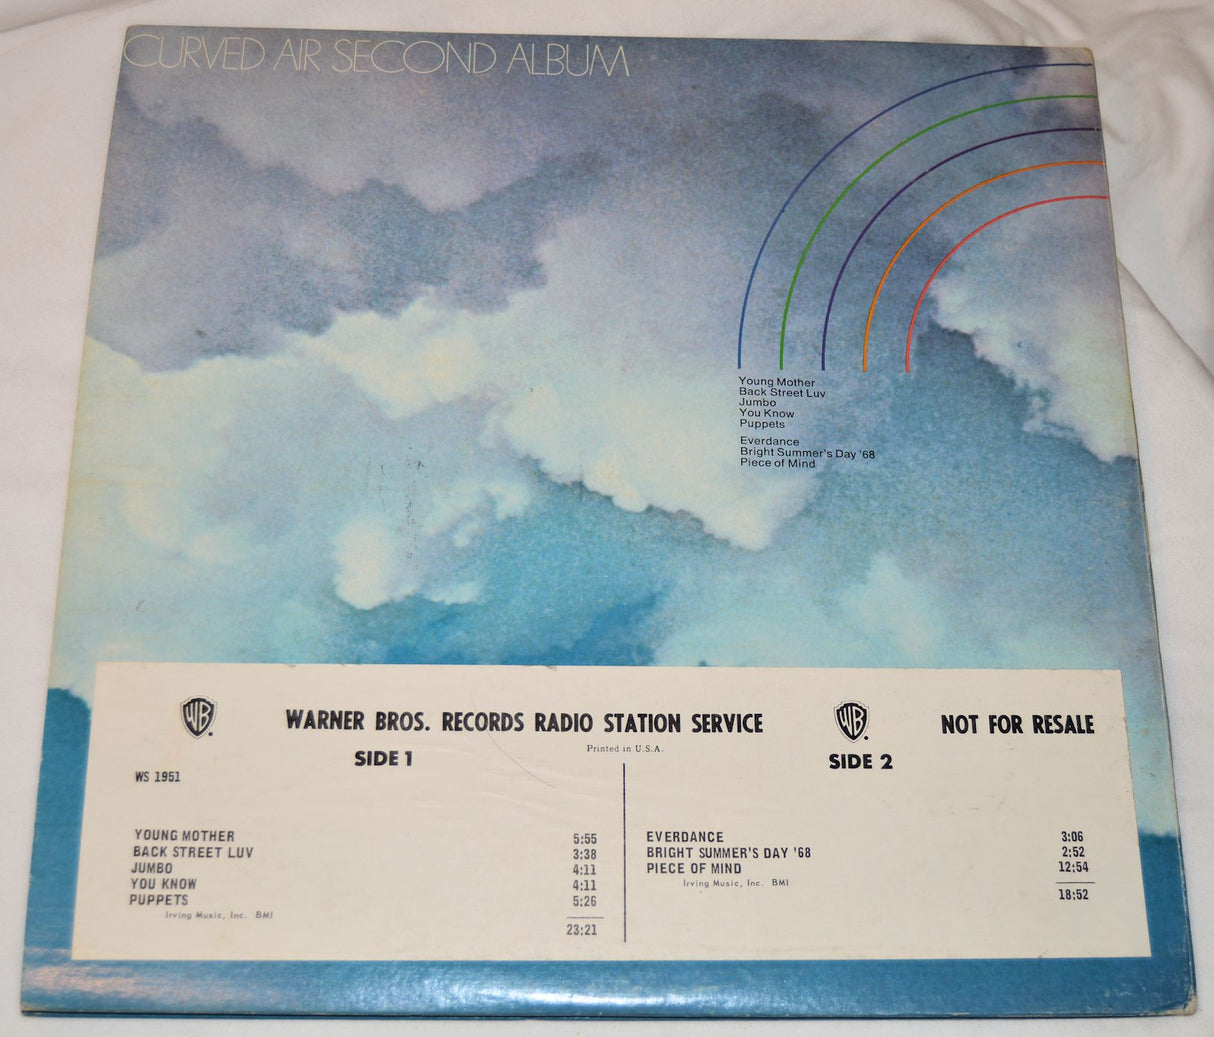 CURVED AIR SECOND ALBUM
Young Mother
Back Street Luv
Jumbo
You Know
Puppets
Everdance
Bright Summer's Day '68
Piece of Mind
WB WARNER BROS. RECORDS RADIO STATION SERVICE WB NOT FOR RESALE
Printed in U.S.A.
SIDE 1
SIDE 2
WS 1951
YOUNG MOTHER 5:55
BACK STREET LUV 3:38
JUMBO 4:11
YOU KNOW 4:11
PUPPETS 5:26
Irving Music, Inc. BMI
23:21
EVERDANCE 3:06
BRIGHT SUMMER'S DAY '68 2:52
PIECE OF MIND 12:54
Irving Music, Inc. BMI
18:52